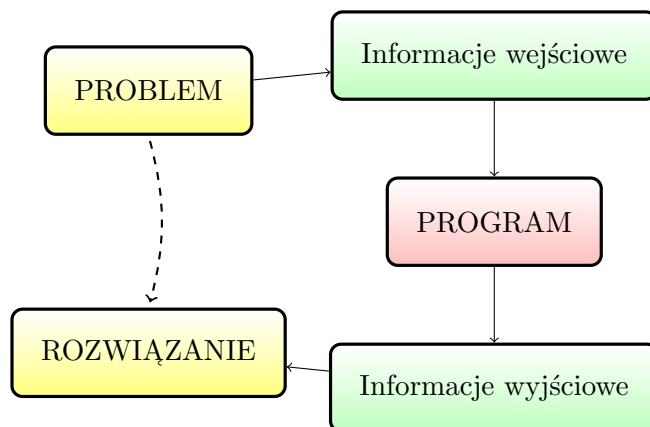 PROBLEM
Informacje wejściowe
PROGRAM
Informacje wyjściowe
ROZWIĄZANIE